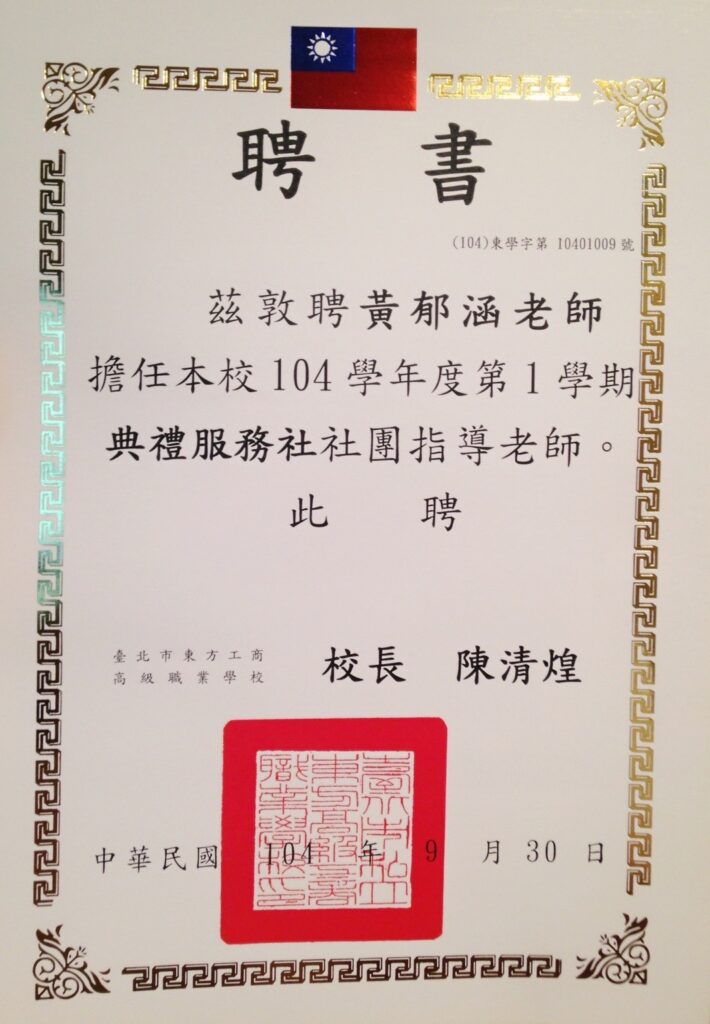 聘書
(104)東學字第 10401009 號
茲敦聘黃郁涵老師
擔任本校104學年度第1學期
典禮服務社社團指導老師。
此聘
臺北市東方工商
高級職業學校
校長 陳清煌
中華民國 104 年 9 月 30 日